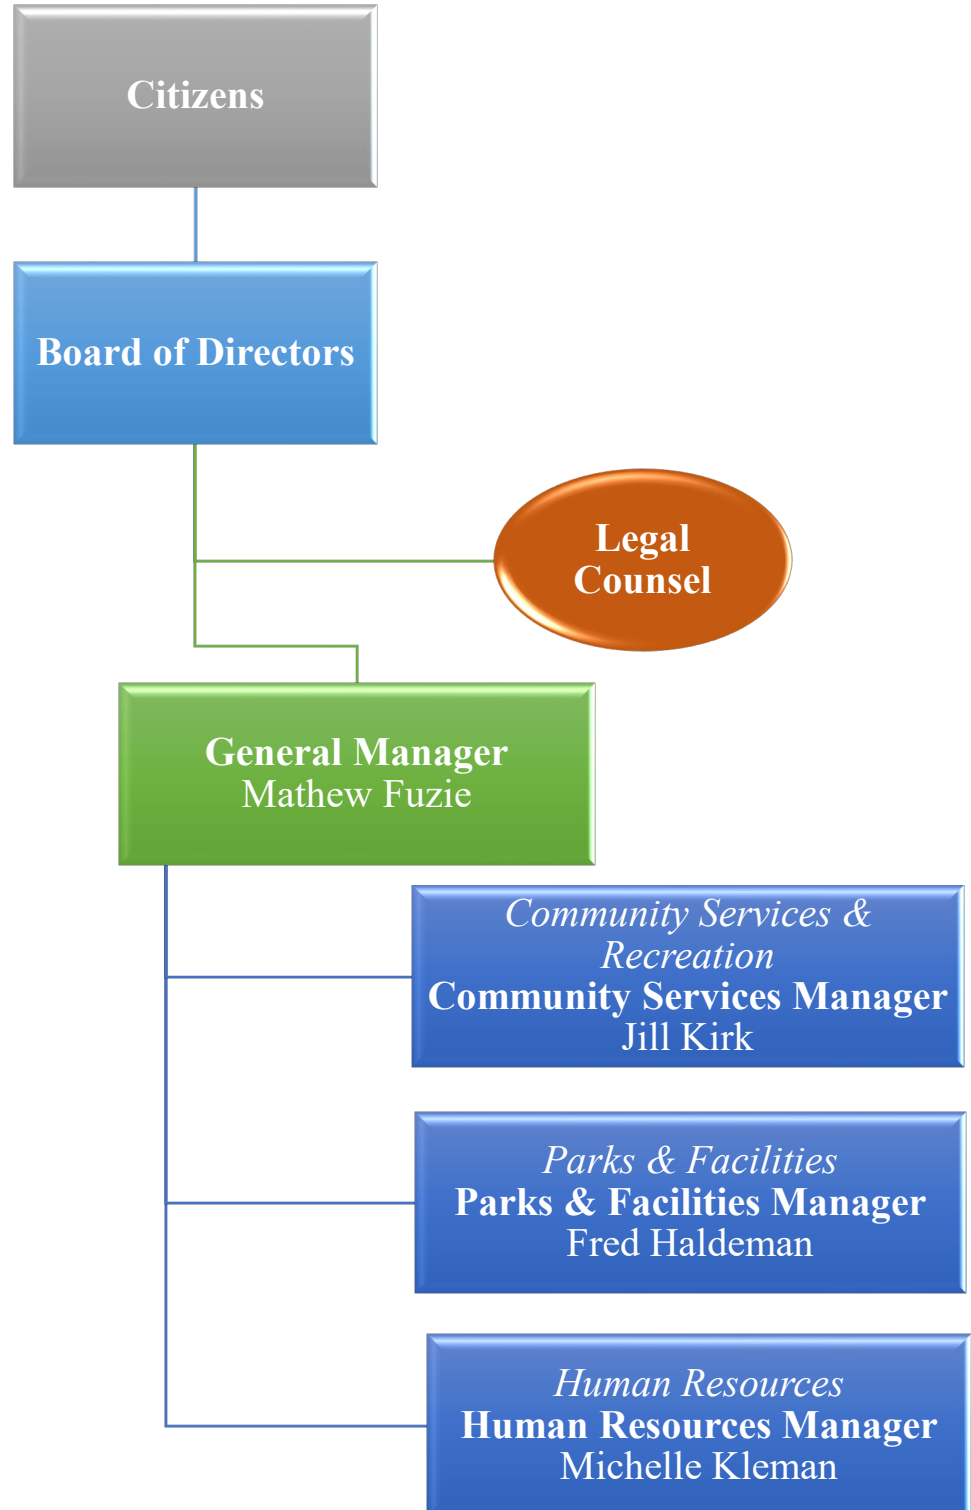 Citizens
Board of Directors
Legal
Counsel
General Manager
Mathew Fuzie
Community Services &
Recreation
Community Services Manager
Jill Kirk
Parks & Facilities
Parks & Facilities Manager
Fred Haldeman
Human Resources
Human Resources Manager
Michelle Kleman